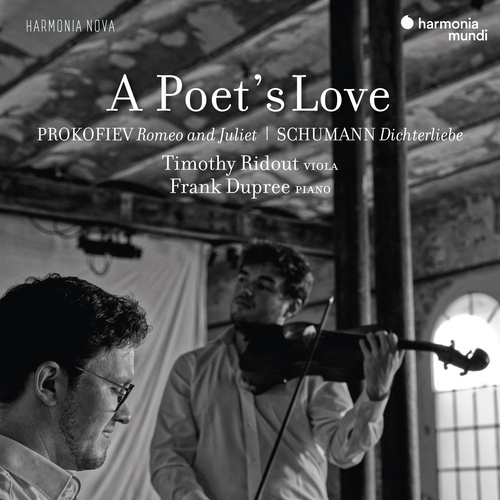 HARMONIA NOVA
harmonia
mundi
A Poet's Love
PROKOFIEV Romeo and Juliet | SCHUMANN Dichterliebe
Timothy Ridout VIOLA
Frank Dupree PIANO